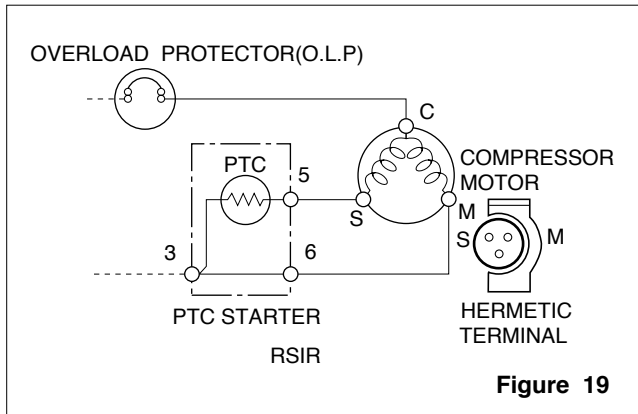 OVERLOAD PROTECTOR(O.L.P)
C
PTC
5
COMPRESSOR
MOTOR
S
M
S
M
3
6
PTC STARTER
HERMETIC
TERMINAL
RSIR
Figure 19